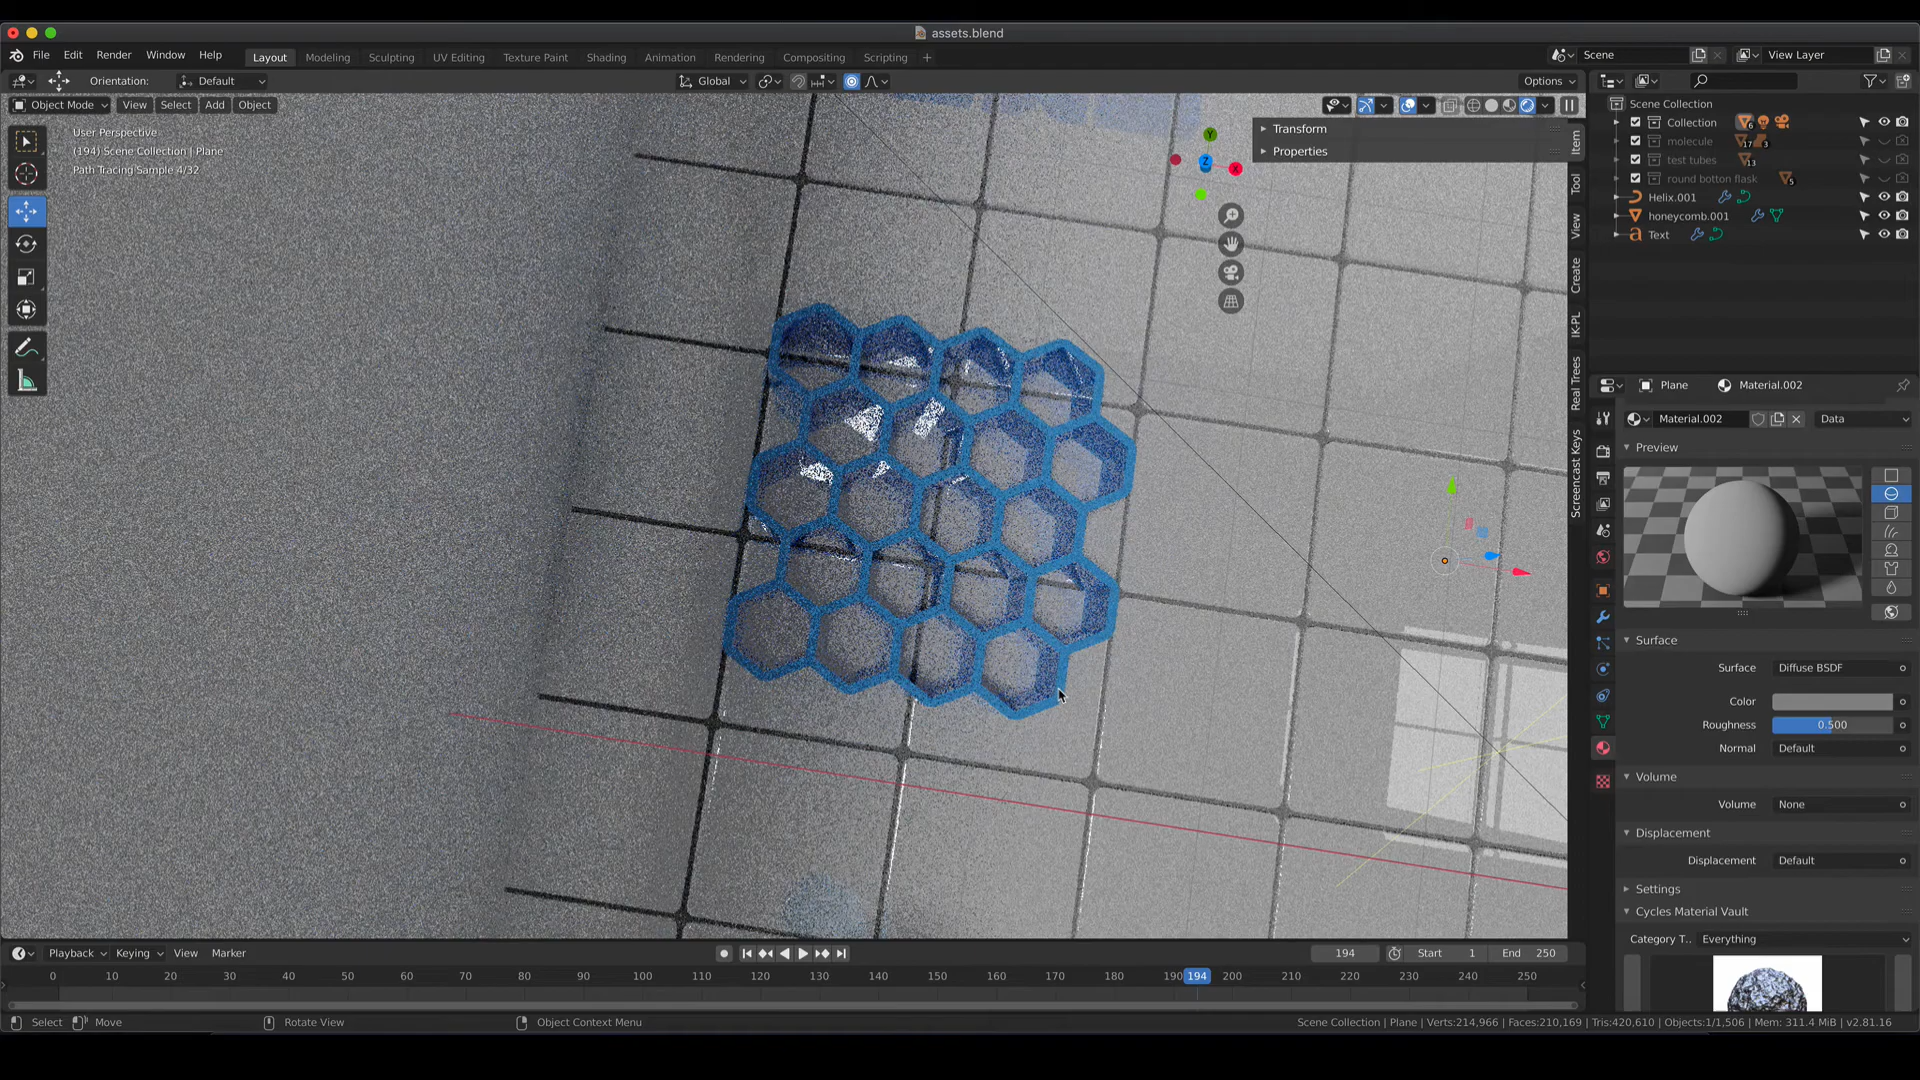 assets.blend
File Edit Render Window Help Layout Modeling Sculpting UV Editing Texture Paint Shading Animation Rendering Compositing Scripting + Scene View Layer
Orientation: Default Global Options
Object Mode View Select Add Object
User Perspective
(194) Scene Collection | Plane
Path Tracing Sample 4/32
Transform
Properties
Y
Z
Item
Tool
View
Create
IK-PL
Real Trees
Screencast Keys
Scene Collection
Collection 6
molecule 17 3
test tubes 13
round botton flask 5
Helix.001
honeycomb.001
Text
Plane Material.002
Material.002 Data
Preview
Surface
Surface Diffuse BSDF
Color
Roughness 0.500
Normal Default
Volume
Volume None
Displacement
Displacement Default
Settings
Cycles Material Vault
Category T.. Everything
Playback Keying View Marker 194 Start 1 End 250
0 10 20 30 40 50 60 70 80 90 100 110 120 130 140 150 160 170 180 190 194 200 210 220 230 240 250
Select Move Rotate View Object Context Menu Scene Collection | Plane | Verts:214,966 | Faces:210,169 | Tris:420,610 | Objects:1/1,506 | Mem: 311.4 MiB | v2.81.16